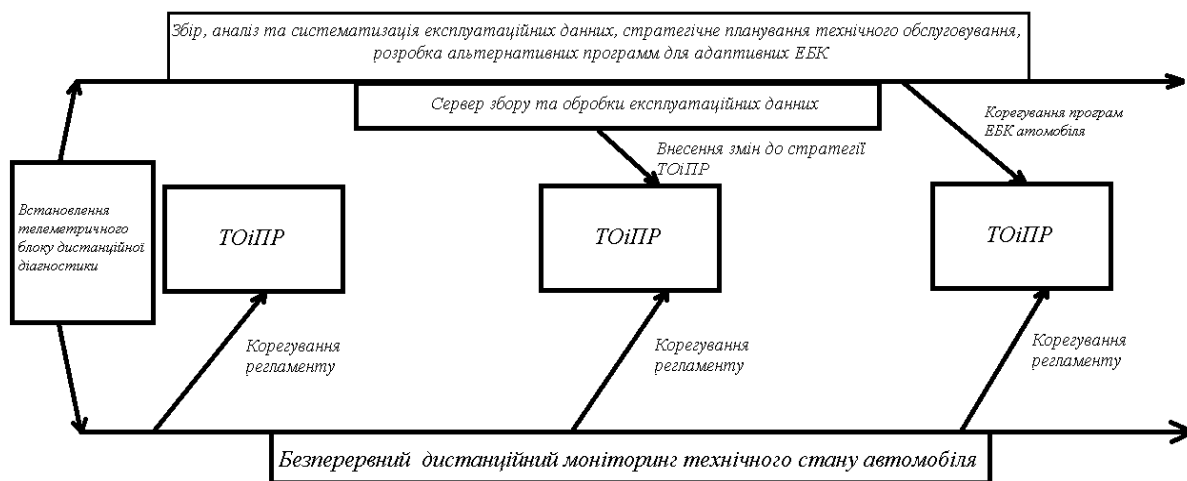 Збір, аналіз та систематизація експлуатаційних данних, стратегічне планування технічного обслуговування,
розробка альтернативних программ для адаптивних ЕБК
Сервер збору та обробки експлуатаційних данних
Корегування програм
ЕБК атомобіля
Внесення змін до стратегії
ТОіПР
Встановлення
телеметричного
блоку дистанційної
діагностики
ТОіПР
ТОіПР
ТОіПР
Корегування
регламенту
Корегування
регламенту
Корегування
регламенту
Безперервний дистанційний моніторинг технічного стану автомобіля